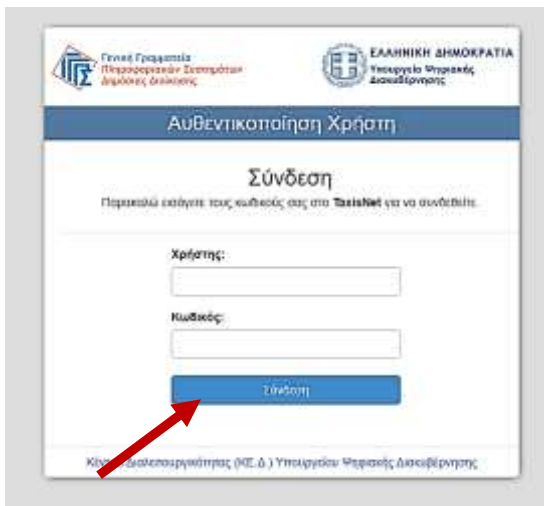 Γενική Γραμματεία
Πληροφοριακών Συστημάτων
Δημόσιας Διοίκησης
ΕΛΛΗΝΙΚΗ ΔΗΜΟΚΡΑΤΙΑ
Υπουργείο Ψηφιακής
Διακυβέρνησης
Αυθεντικοποίηση Χρήστη
Σύνδεση
Παρακαλώ εισάγετε τους κωδικούς σας στο TaxisNet για να συνδεθείτε.
Χρήστης:
Κωδικός:
Σύνδεση
Διαλειτουργικότητας (ΚΕ.Δ.) Υπουργείου Ψηφιακής Διακυβέρνησης